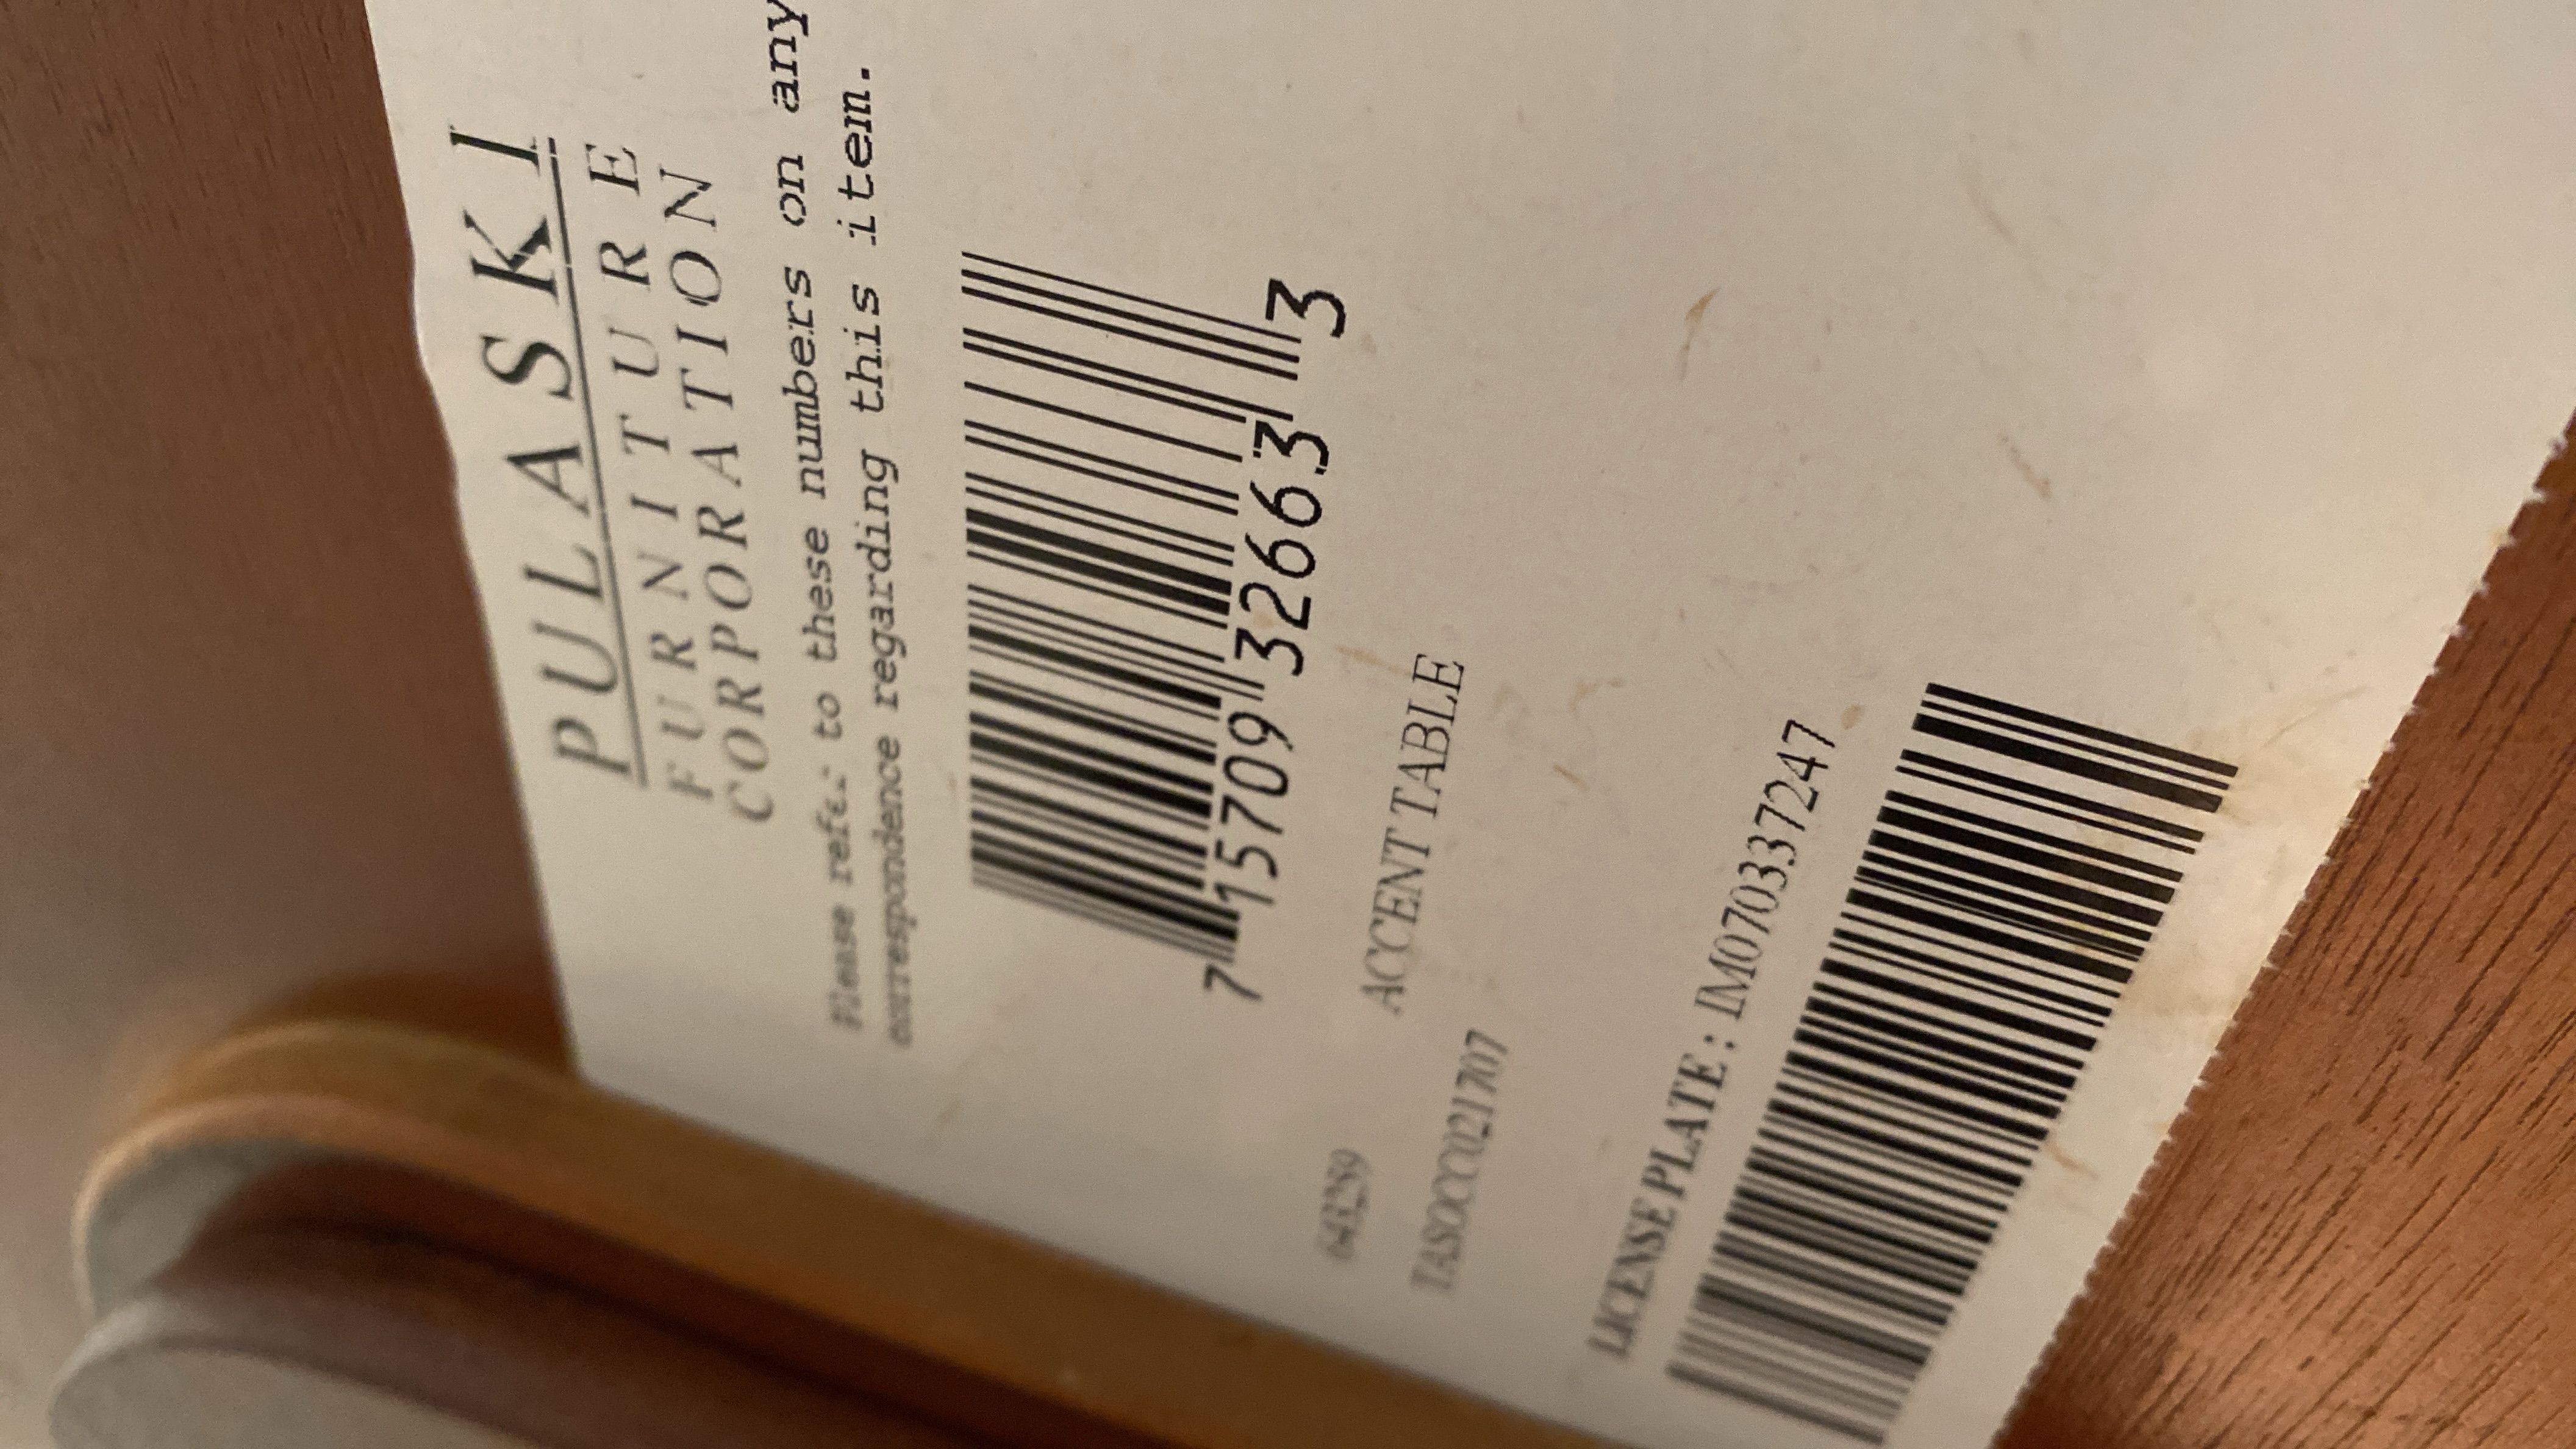 PULASKI
FURNITURE
CORPORATION
Please refer to these numbers on any
correspondence regarding this item.
7 15709 32663 3
643289 ACCENT TABLE
LICENSE PLATE : IM070337247